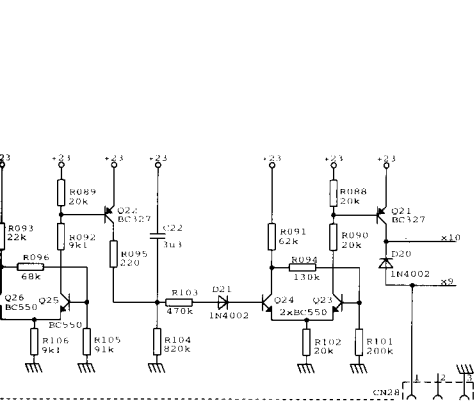 23
+23
+23
+23
+23
+23
+23
R089
20k
Q22
BC327
R088
20k
Q21
BC327
R093
22k
R092
9k1
C22
3u3
R091
62k
R090
20k
x10
R096
68k
R095
220
R094
130k
D20
1N4002
x9
Q26
BC550
Q25
BC550
R103
470k
D21
1N4002
Q24
Q23
2xBC550
R106
9k1
R105
91k
R104
820k
R102
20k
R101
200k
CN28
1
2
3